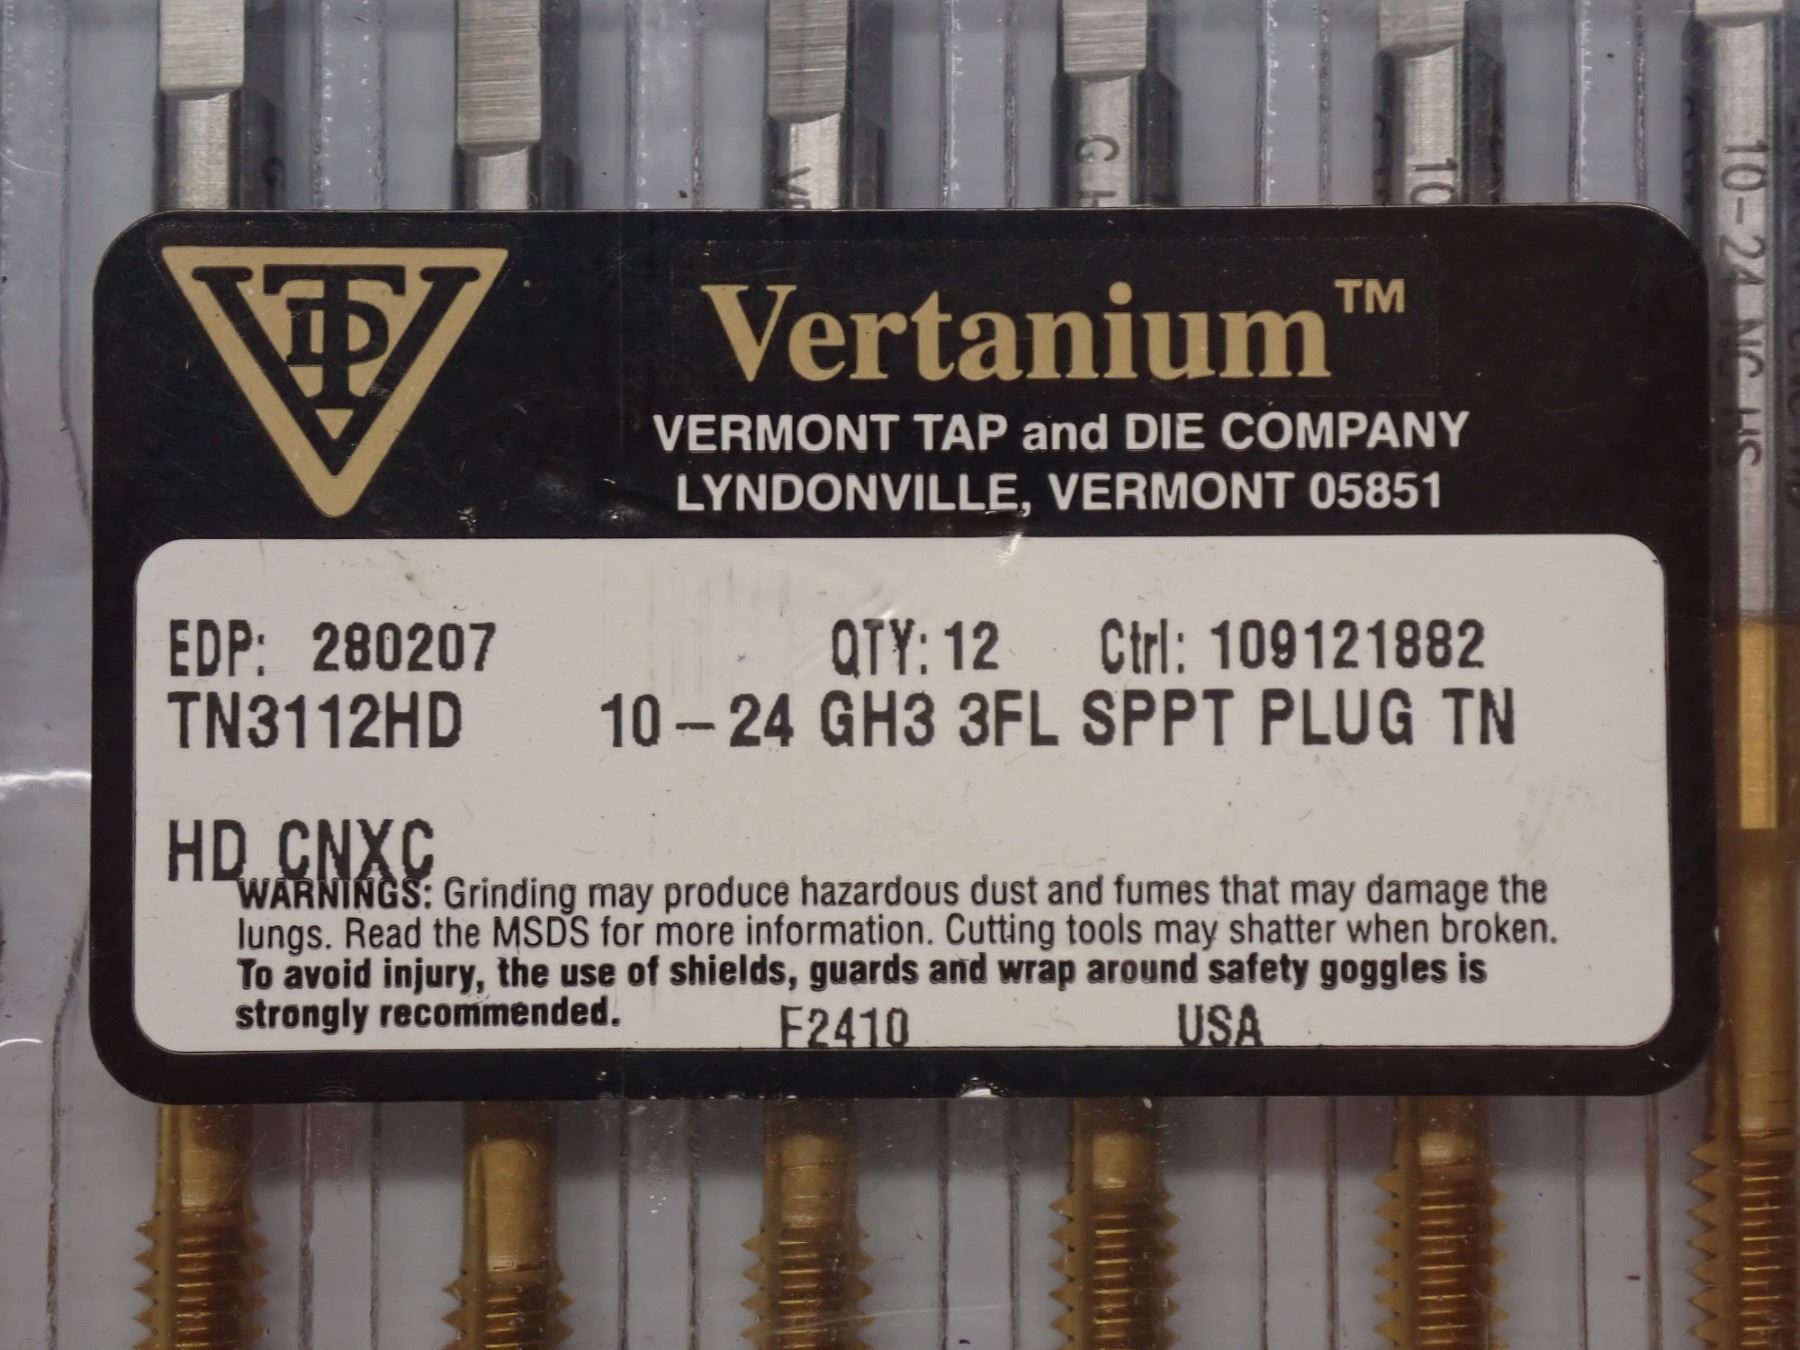 VTD
Vertanium™
VERMONT TAP and DIE COMPANY
LYNDONVILLE, VERMONT 05851
EDP: 280207 QTY: 12 Ctrl: 109121882
TN3112HD 10-24 GH3 3FL SPPT PLUG TN
HD CNXC
WARNINGS: Grinding may produce hazardous dust and fumes that may damage the
lungs. Read the MSDS for more information. Cutting tools may shatter when broken.
To avoid injury, the use of shields, guards and wrap around safety goggles is
strongly recommended.
F2410 USA
G H
10
10-24 NC HS